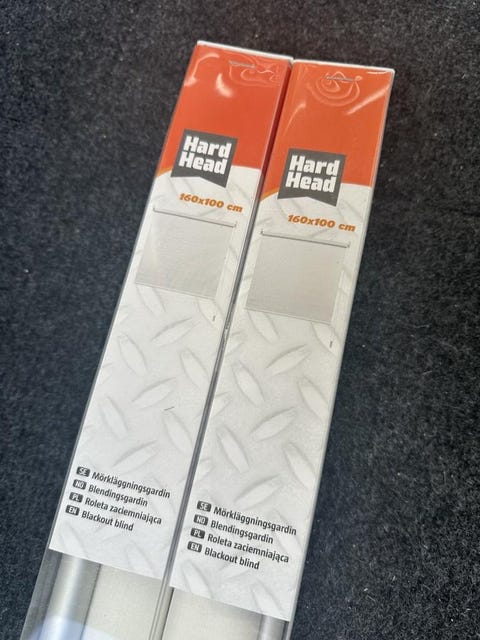 Hard
Head
160x100 cm
SE Mörkläggningsgardin
NO Blendingsgardin
PL Roleta zaciemniająca
EN Blackout blind
Hard
Head
160x100 cm
SE Mörkläggningsgardin
NO Blendingsgardin
PL Roleta zaciemniająca
EN Blackout blind